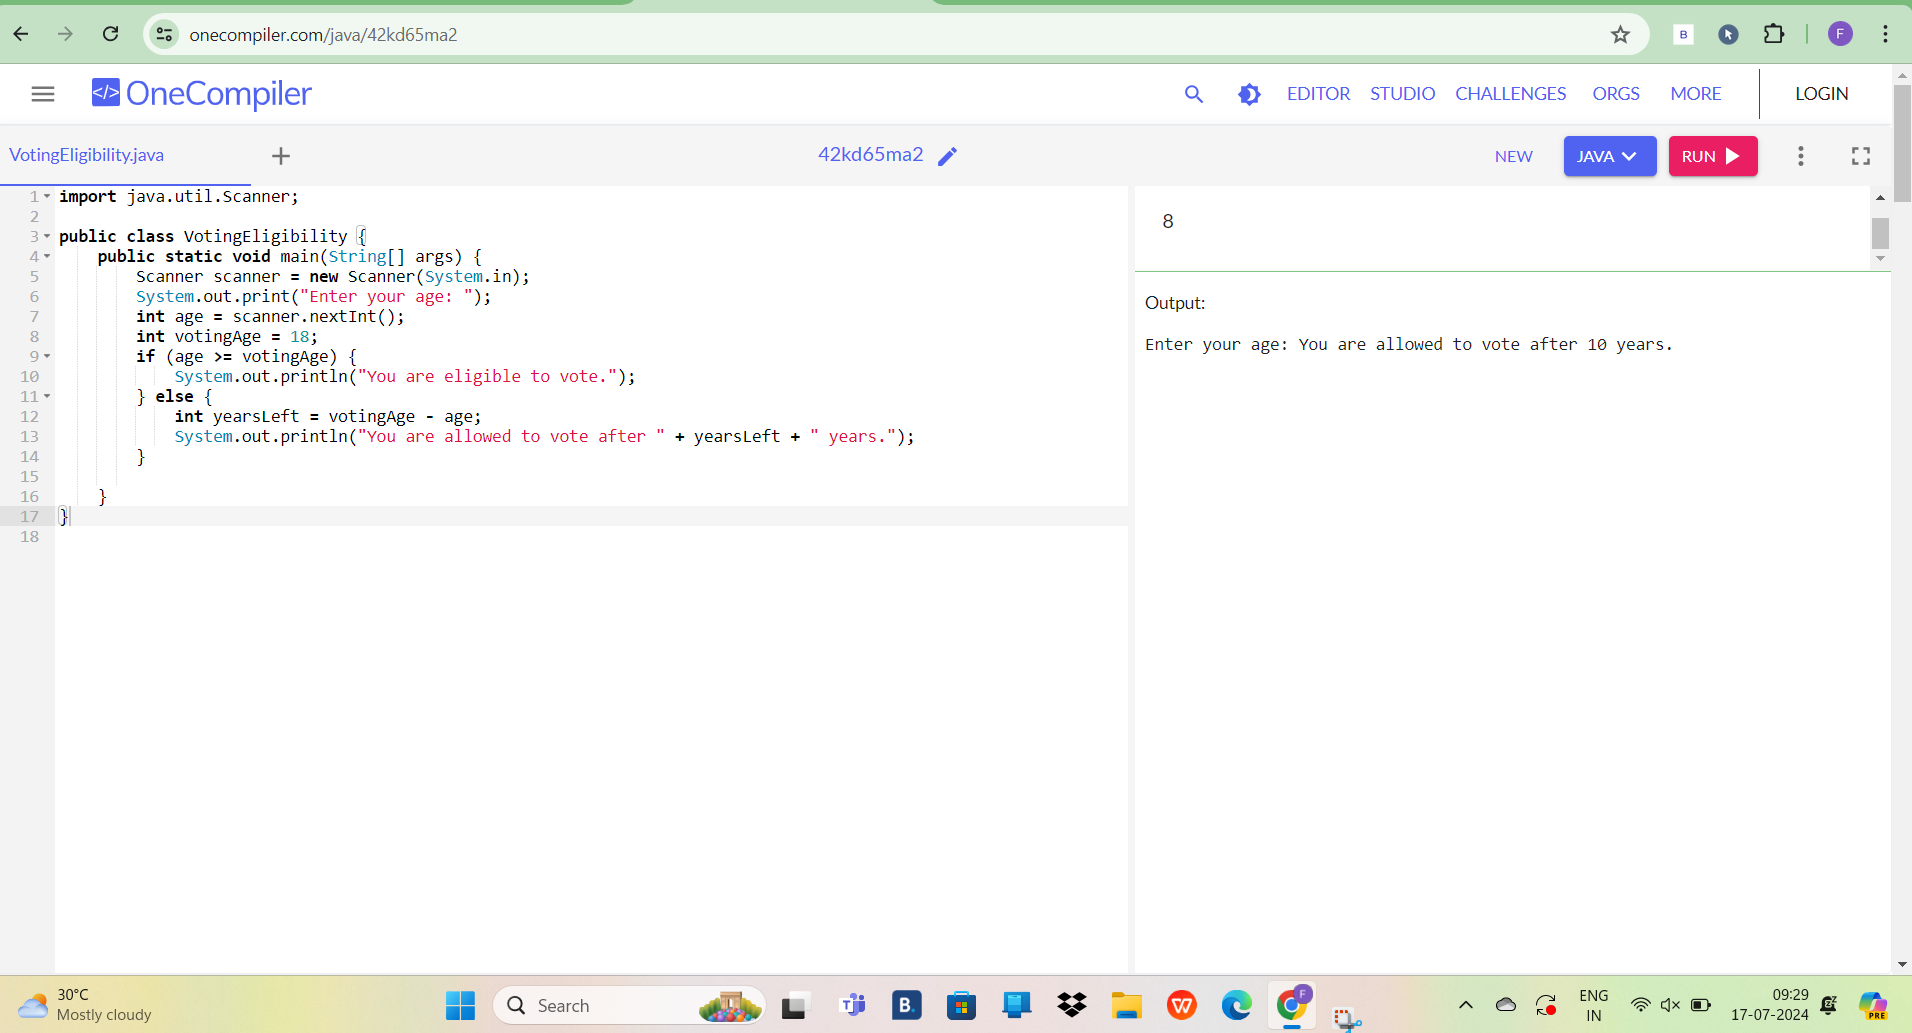 onecompiler.com/java/42kd65ma2
B
F
</> OneCompiler
EDITOR STUDIO CHALLENGES ORGS MORE LOGIN
VotingEligibility.java
42kd65ma2
NEW JAVA RUN
1 import java.util.Scanner;
2
3 public class VotingEligibility {
4     public static void main(String[] args) {
5         Scanner scanner = new Scanner(System.in);
6         System.out.print("Enter your age: ");
7         int age = scanner.nextInt();
8         int votingAge = 18;
9         if (age >= votingAge) {
10             System.out.println("You are eligible to vote.");
11         } else {
12             int yearsLeft = votingAge - age;
13             System.out.println("You are allowed to vote after " + yearsLeft + " years.");
14         }
15
16     }
17 }
18
8
Output:
Enter your age: You are allowed to vote after 10 years.
30°C
Mostly cloudy
Search
T
B.
W
F
ENG
IN
09:29
17-07-2024
PRE